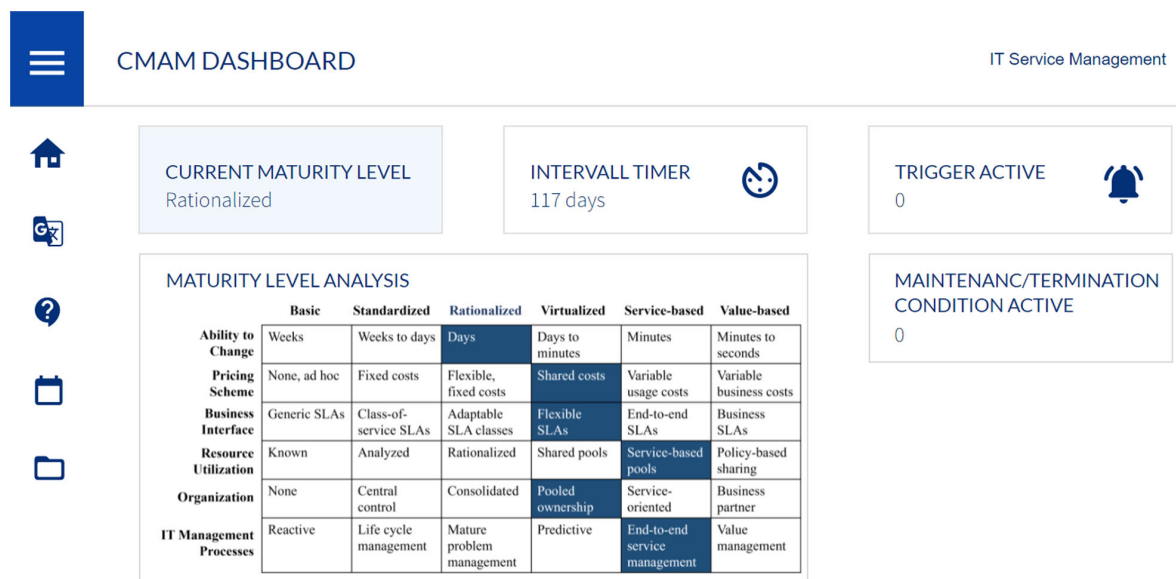 CMAM DASHBOARD
IT Service Management
CURRENT MATURITY LEVEL
Rationalized
INTERVALL TIMER
117 days
TRIGGER ACTIVE
0
MAINTENANC/TERMINATION
CONDITION ACTIVE
0
MATURITY LEVEL ANALYSIS
Basic Standardized Rationalized Virtualized Service-based Value-based
Ability to Weeks Weeks to days Days Days to Minutes Minutes to
Change minutes seconds
Pricing None, ad hoc Fixed costs Flexible, Shared costs Variable Variable
Scheme fixed costs usage costs business costs
Business Generic SLAs Class-of- Adaptable Flexible End-to-end Business
Interface service SLAs SLA classes SLAs SLAs SLAs
Resource Known Analyzed Rationalized Shared pools Service-based Policy-based
Utilization pools sharing
Organization None Central Consolidated Pooled Service- Business
control ownership oriented partner
IT Management Reactive Life cycle Mature Predictive End-to-end Value
Processes management problem service management
management management
G